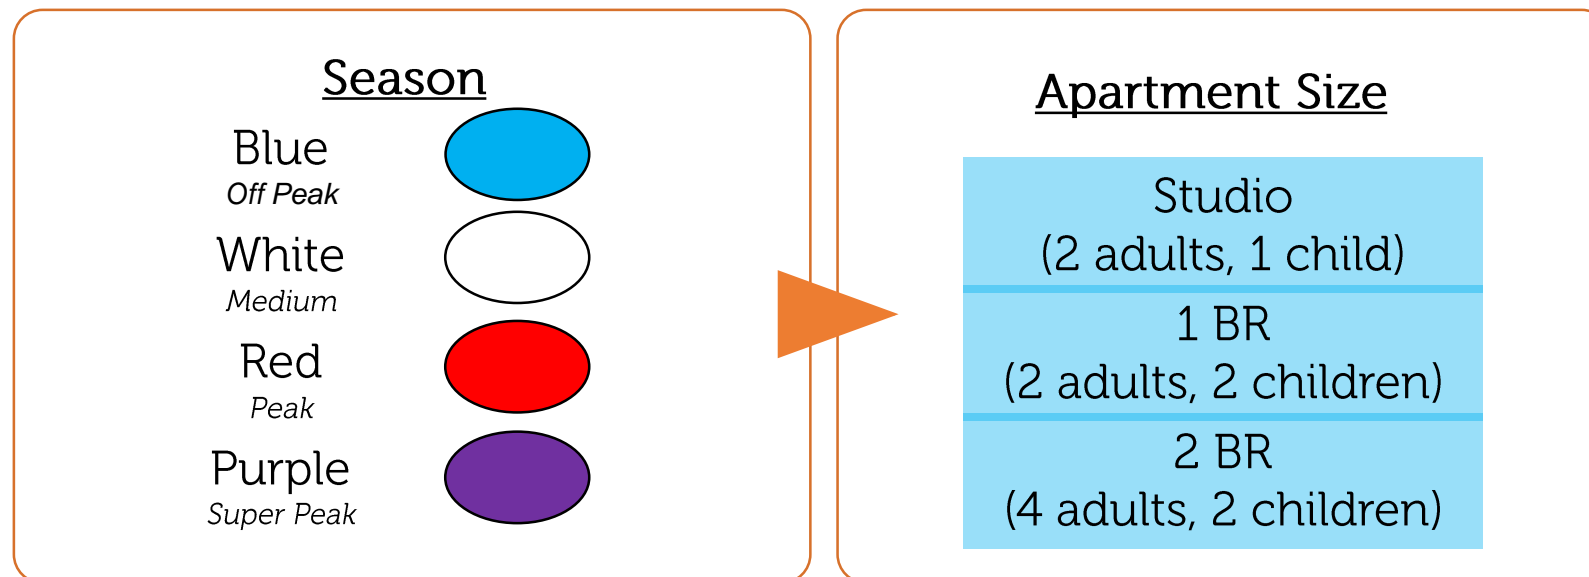 Season
Blue
Off Peak
White
Medium
Red
Peak
Purple
Super Peak
Apartment Size
Studio
(2 adults, 1 child)
1 BR
(2 adults, 2 children)
2 BR
(4 adults, 2 children)